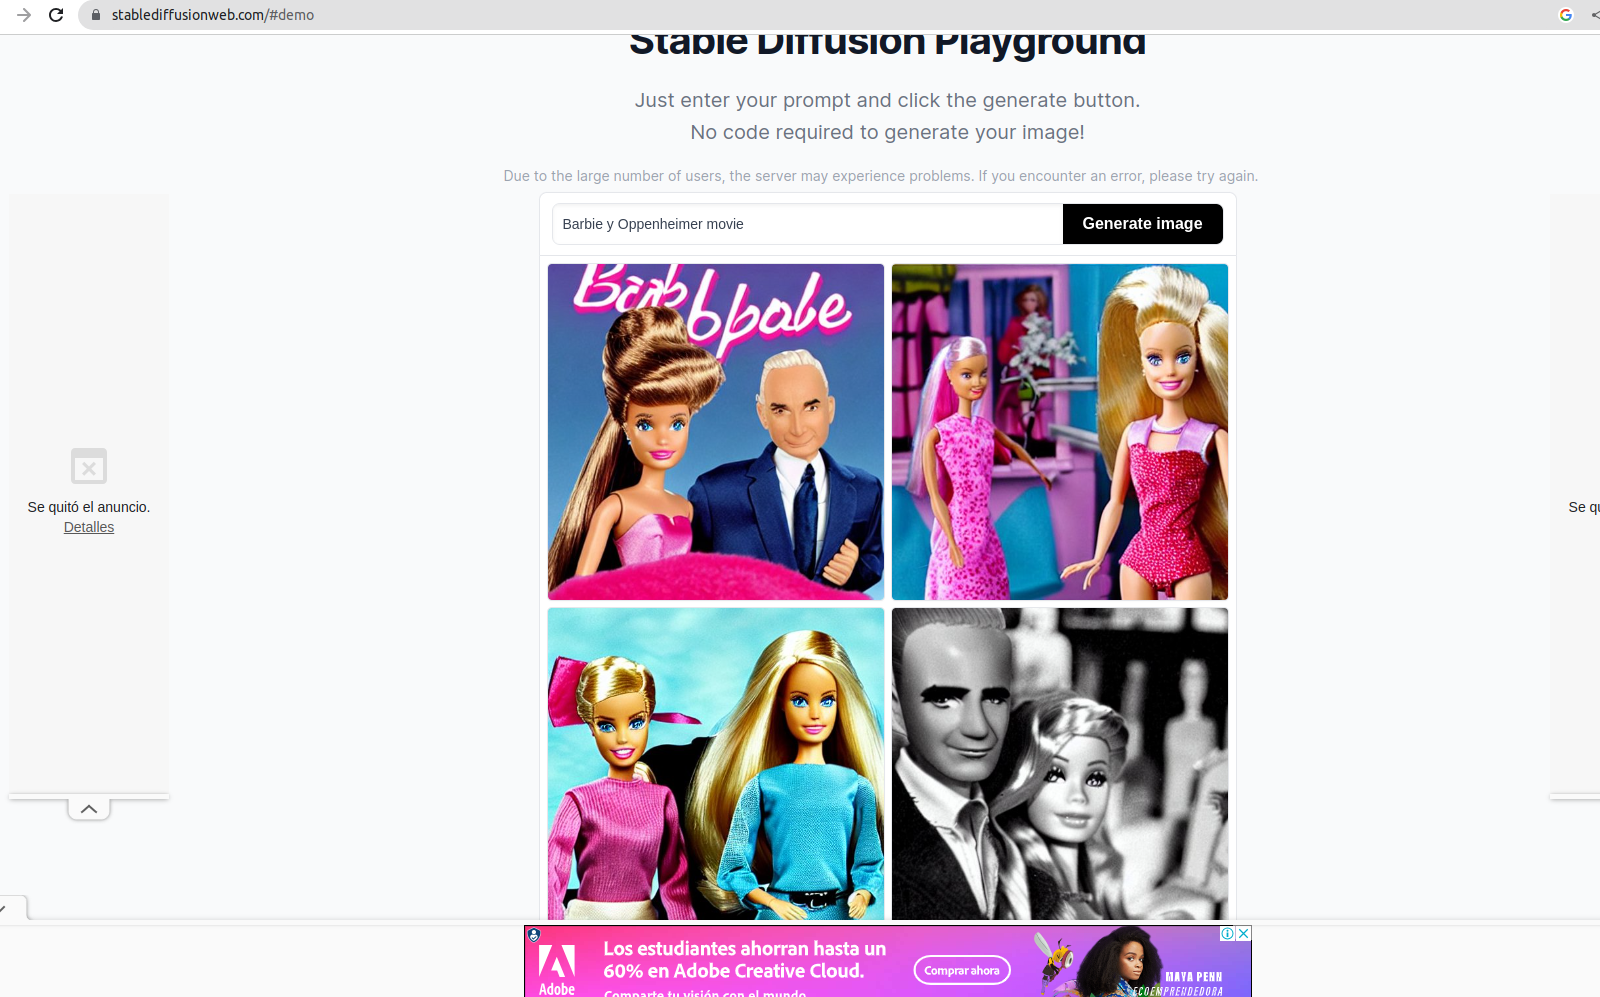 stablediffusionweb.com/#demo
Stable Diffusion Playground
Just enter your prompt and click the generate button.
No code required to generate your image!
Due to the large number of users, the server may experience problems. If you encounter an error, please try again.
Barbie y Oppenheimer movie
Generate image
Se quitó el anuncio.
Detalles
Se qu
Los estudiantes ahorran hasta un
60% en Adobe Creative Cloud.
Comparte tu visión con el mundo
Comprar ahora
Adobe
MAYA PENN
ECOEMPRENDEDORA